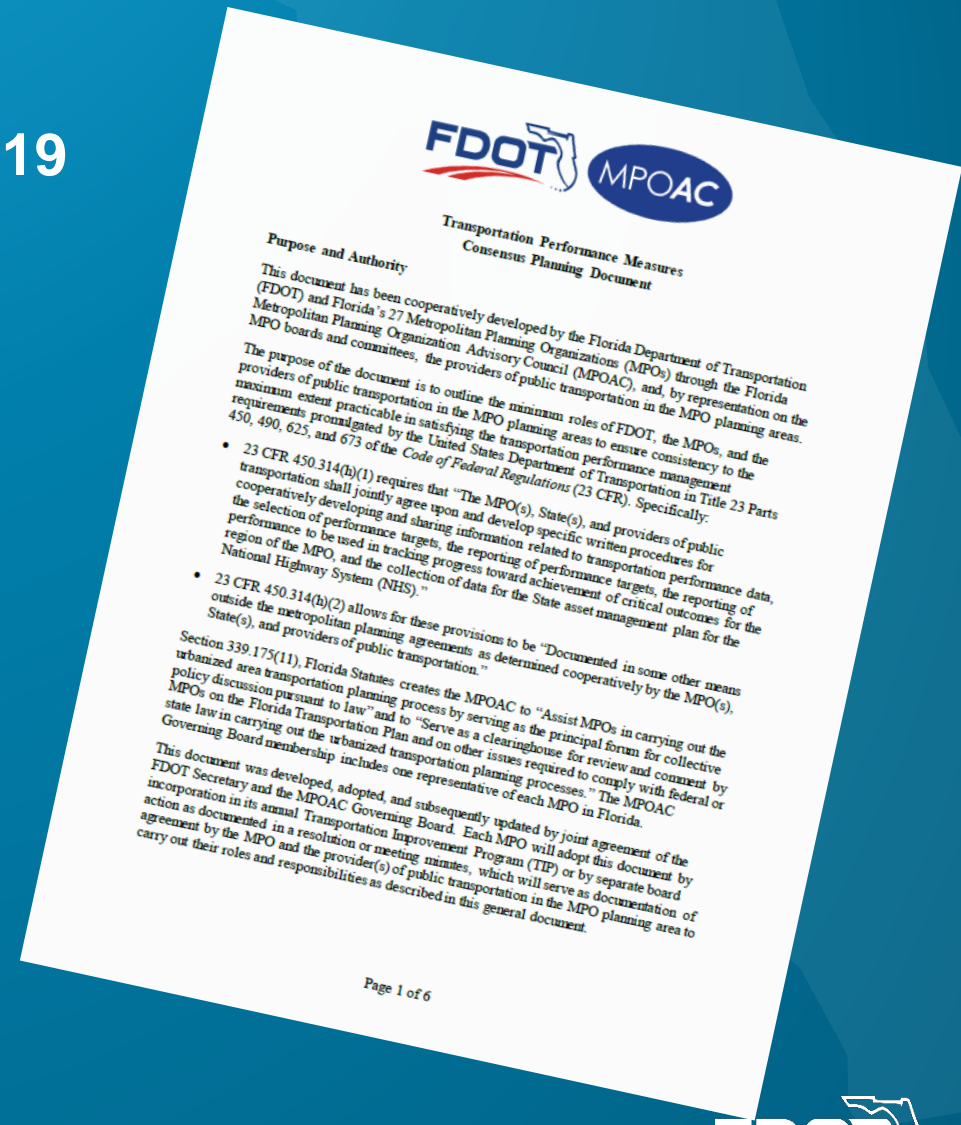 19
FDOT
MPOAC
Transportation Performance Measures
Consensus Planning Document
Purpose and Authority
This document has been cooperatively developed by the Florida Department of Transportation
(FDOT) and Florida's 27 Metropolitan Planning Organizations (MPOs) through the Florida
Metropolitan Planning Organization Advisory Council (MPOAC), and, by representation on the
MPO boards and committees, the providers of public transportation in the MPO planning areas.
The purpose of the document is to outline the minimum roles of FDOT, the MPOs, and the
providers of public transportation in the MPO planning areas to ensure consistency to the
maximum extent practicable in satisfying the transportation performance management
requirements promulgated by the United States Department of Transportation in Title 23 Parts
450, 490, 625, and 673 of the Code of Federal Regulations (23 CFR). Specifically:
• 23 CFR 450.314(h)(1) requires that “The MPO(s), State(s), and providers of public
transportation shall jointly agree upon and develop specific written procedures for
cooperatively developing and sharing information related to transportation performance data,
the selection of performance targets, the reporting of performance targets, the reporting of
performance to be used in tracking progress toward achievement of critical outcomes for the
region of the MPO, and the collection of data for the State asset management plan for the
National Highway System (NHS).”
• 23 CFR 450.314(h)(2) allows for these provisions to be “Documented in some other means
outside the metropolitan planning agreements as determined cooperatively by the MPO(s),
State(s), and providers of public transportation.”
Section 339.175(11), Florida Statutes creates the MPOAC to “Assist MPOs in carrying out the
urbanized area transportation planning process by serving as the principal forum for collective
policy discussion pursuant to law” and to “Serve as a clearinghouse for review and comment by
MPOs on the Florida Transportation Plan and on other issues required to comply with federal or
state law in carrying out the urbanized transportation planning processes.” The MPOAC
Governing Board membership includes one representative of each MPO in Florida.
This document was developed, adopted, and subsequently updated by joint agreement of the
FDOT Secretary and the MPOAC Governing Board. Each MPO will adopt this document by
incorporation in its annual Transportation Improvement Program (TIP) or by separate board
action as documented in a resolution or meeting minutes, which will serve as documentation of
agreement by the MPO and the provider(s) of public transportation in the MPO planning area to
carry out their roles and responsibilities as described in this general document.
Page 1 of 6